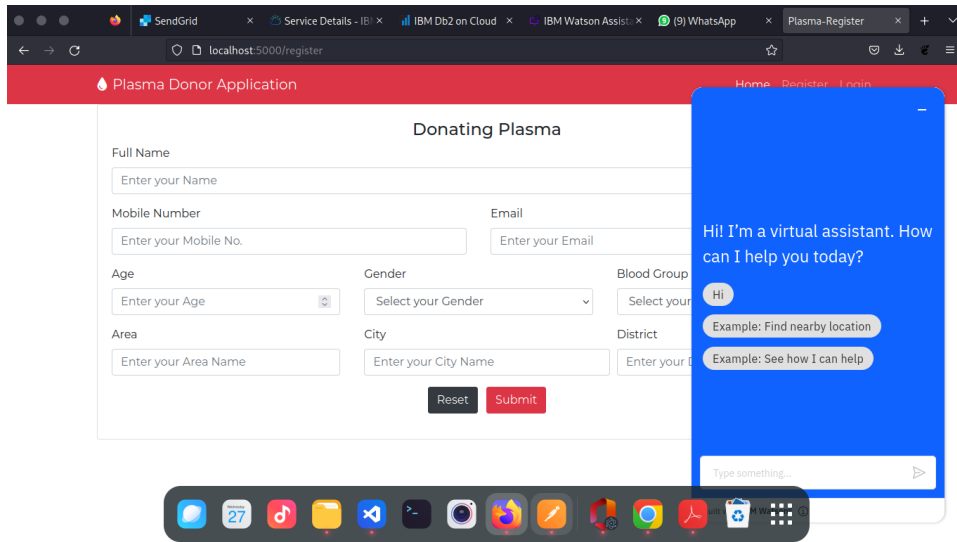 SendGrid
Service Details - IBM
IBM Db2 on Cloud
IBM Watson Assista
(9) WhatsApp
Plasma-Register
localhost:5000/register
Plasma Donor Application
Home Register Login
Donating Plasma
Full Name
Enter your Name
Mobile Number Email
Enter your Mobile No. Enter your Email
Age Gender Blood Group
Enter your Age Select your Gender Select your
Area City District
Enter your Area Name Enter your City Name Enter your
Reset Submit
Hi! I’m a virtual assistant. How
can I help you today?
Hi
Example: Find nearby location
Example: See how I can help
Type something...
Wednesday
27